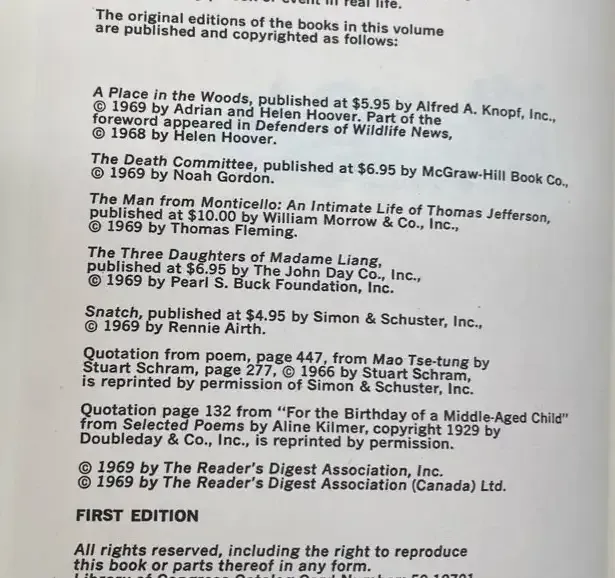 real life.
The original editions of the books in this volume
are published and copyrighted as follows:
A Place in the Woods, published at $5.95 by Alfred A. Knopf, Inc.,
© 1969 by Adrian and Helen Hoover. Part of the
foreword appeared in Defenders of Wildlife News,
© 1968 by Helen Hoover.
The Death Committee, published at $6.95 by McGraw-Hill Book Co.,
© 1969 by Noah Gordon.
The Man from Monticello: An Intimate Life of Thomas Jefferson,
published at $10.00 by William Morrow & Co., Inc.,
© 1969 by Thomas Fleming.
The Three Daughters of Madame Liang,
published at $6.95 by The John Day Co., Inc.,
© 1969 by Pearl S. Buck Foundation, Inc.
Snatch, published at $4.95 by Simon & Schuster, Inc.,
© 1969 by Rennie Airth.
Quotation from poem, page 447, from Mao Tse-tung by
Stuart Schram, page 277, © 1966 by Stuart Schram,
is reprinted by permission of Simon & Schuster, Inc.
Quotation page 132 from "For the Birthday of a Middle-Aged Child"
from Selected Poems by Aline Kilmer, copyright 1929 by
Doubleday & Co., Inc., is reprinted by permission.
© 1969 by The Reader's Digest Association, Inc.
© 1969 by The Reader's Digest Association (Canada) Ltd.
FIRST EDITION
All rights reserved, including the right to reproduce
this book or parts thereof in any form.
Library of Congress Catalog Card